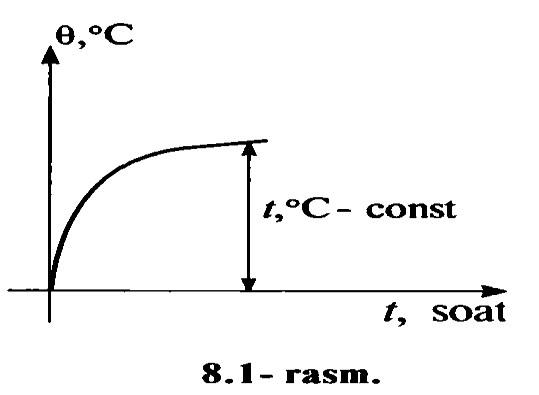 θ,°C
t,°C - const
t, soat
8.1- rasm.